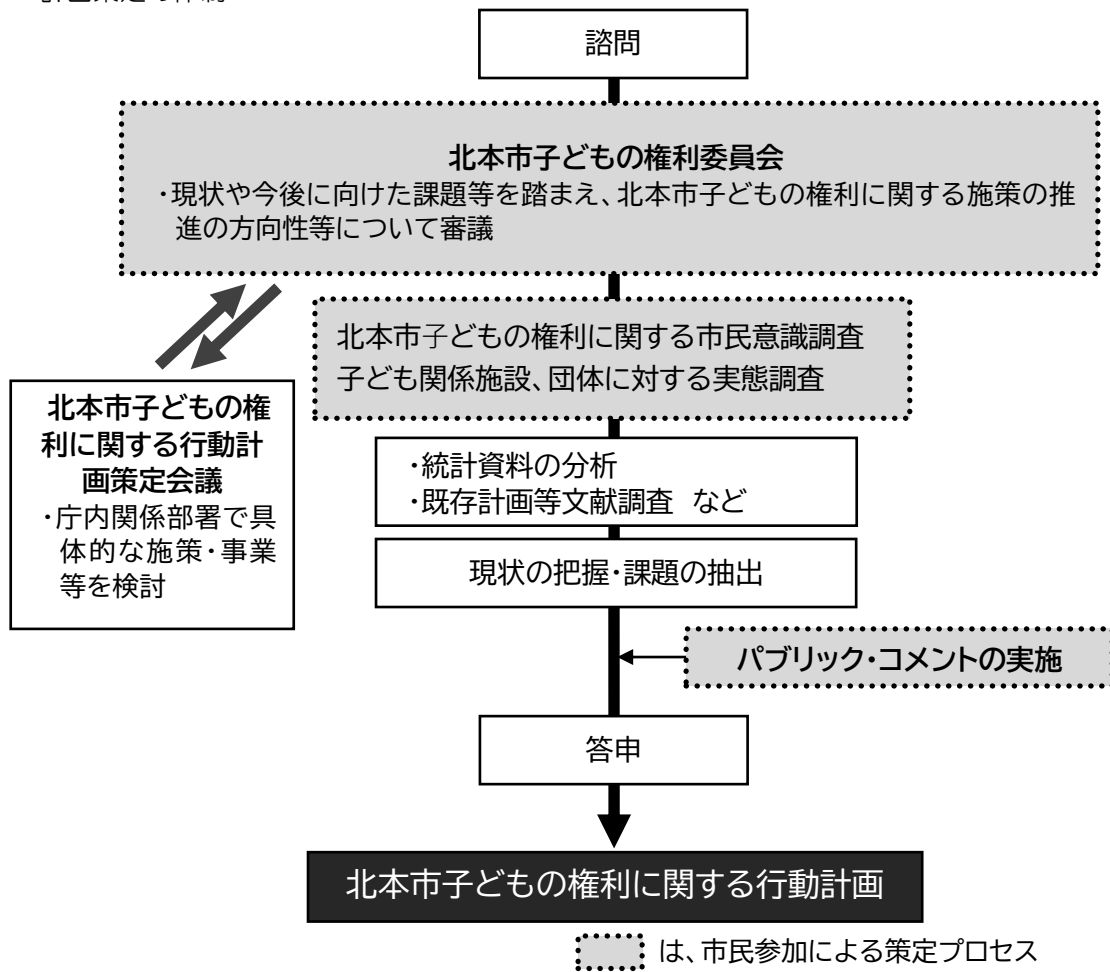 諮問
北本市子どもの権利委員会
・現状や今後に向けた課題等を踏まえ、北本市子どもの権利に関する施策の推
進の方向性等について審議
北本市子どもの権利に関する市民意識調査
子ども関係施設、団体に対する実態調査
北本市子どもの権
利に関する行動計
画策定会議
・庁内関係部署で具
体的な施策・事業
等を検討
・統計資料の分析
・既存計画等文献調査 など
現状の把握・課題の抽出
パブリック・コメントの実施
答申
北本市子どもの権利に関する行動計画
は、市民参加による策定プロセス